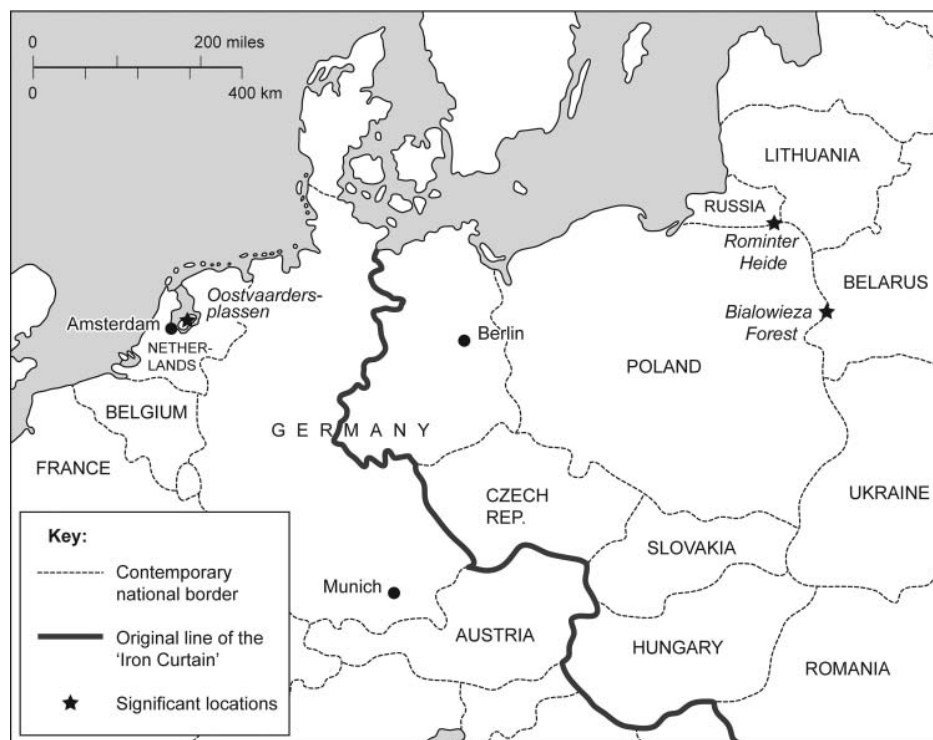 0 200 miles
0 400 km
LITHUANIA
RUSSIA
Rominter
Heide
BELARUS
Oostvaarders-
plassen
Amsterdam
NETHER-
LANDS
Berlin
Bialowieza
Forest
POLAND
BELGIUM
GERMANY
FRANCE
CZECH
REP.
UKRAINE
SLOVAKIA
Munich
AUSTRIA
HUNGARY
ROMANIA
Key:
Contemporary
national border
Original line of the
‘Iron Curtain’
Significant locations